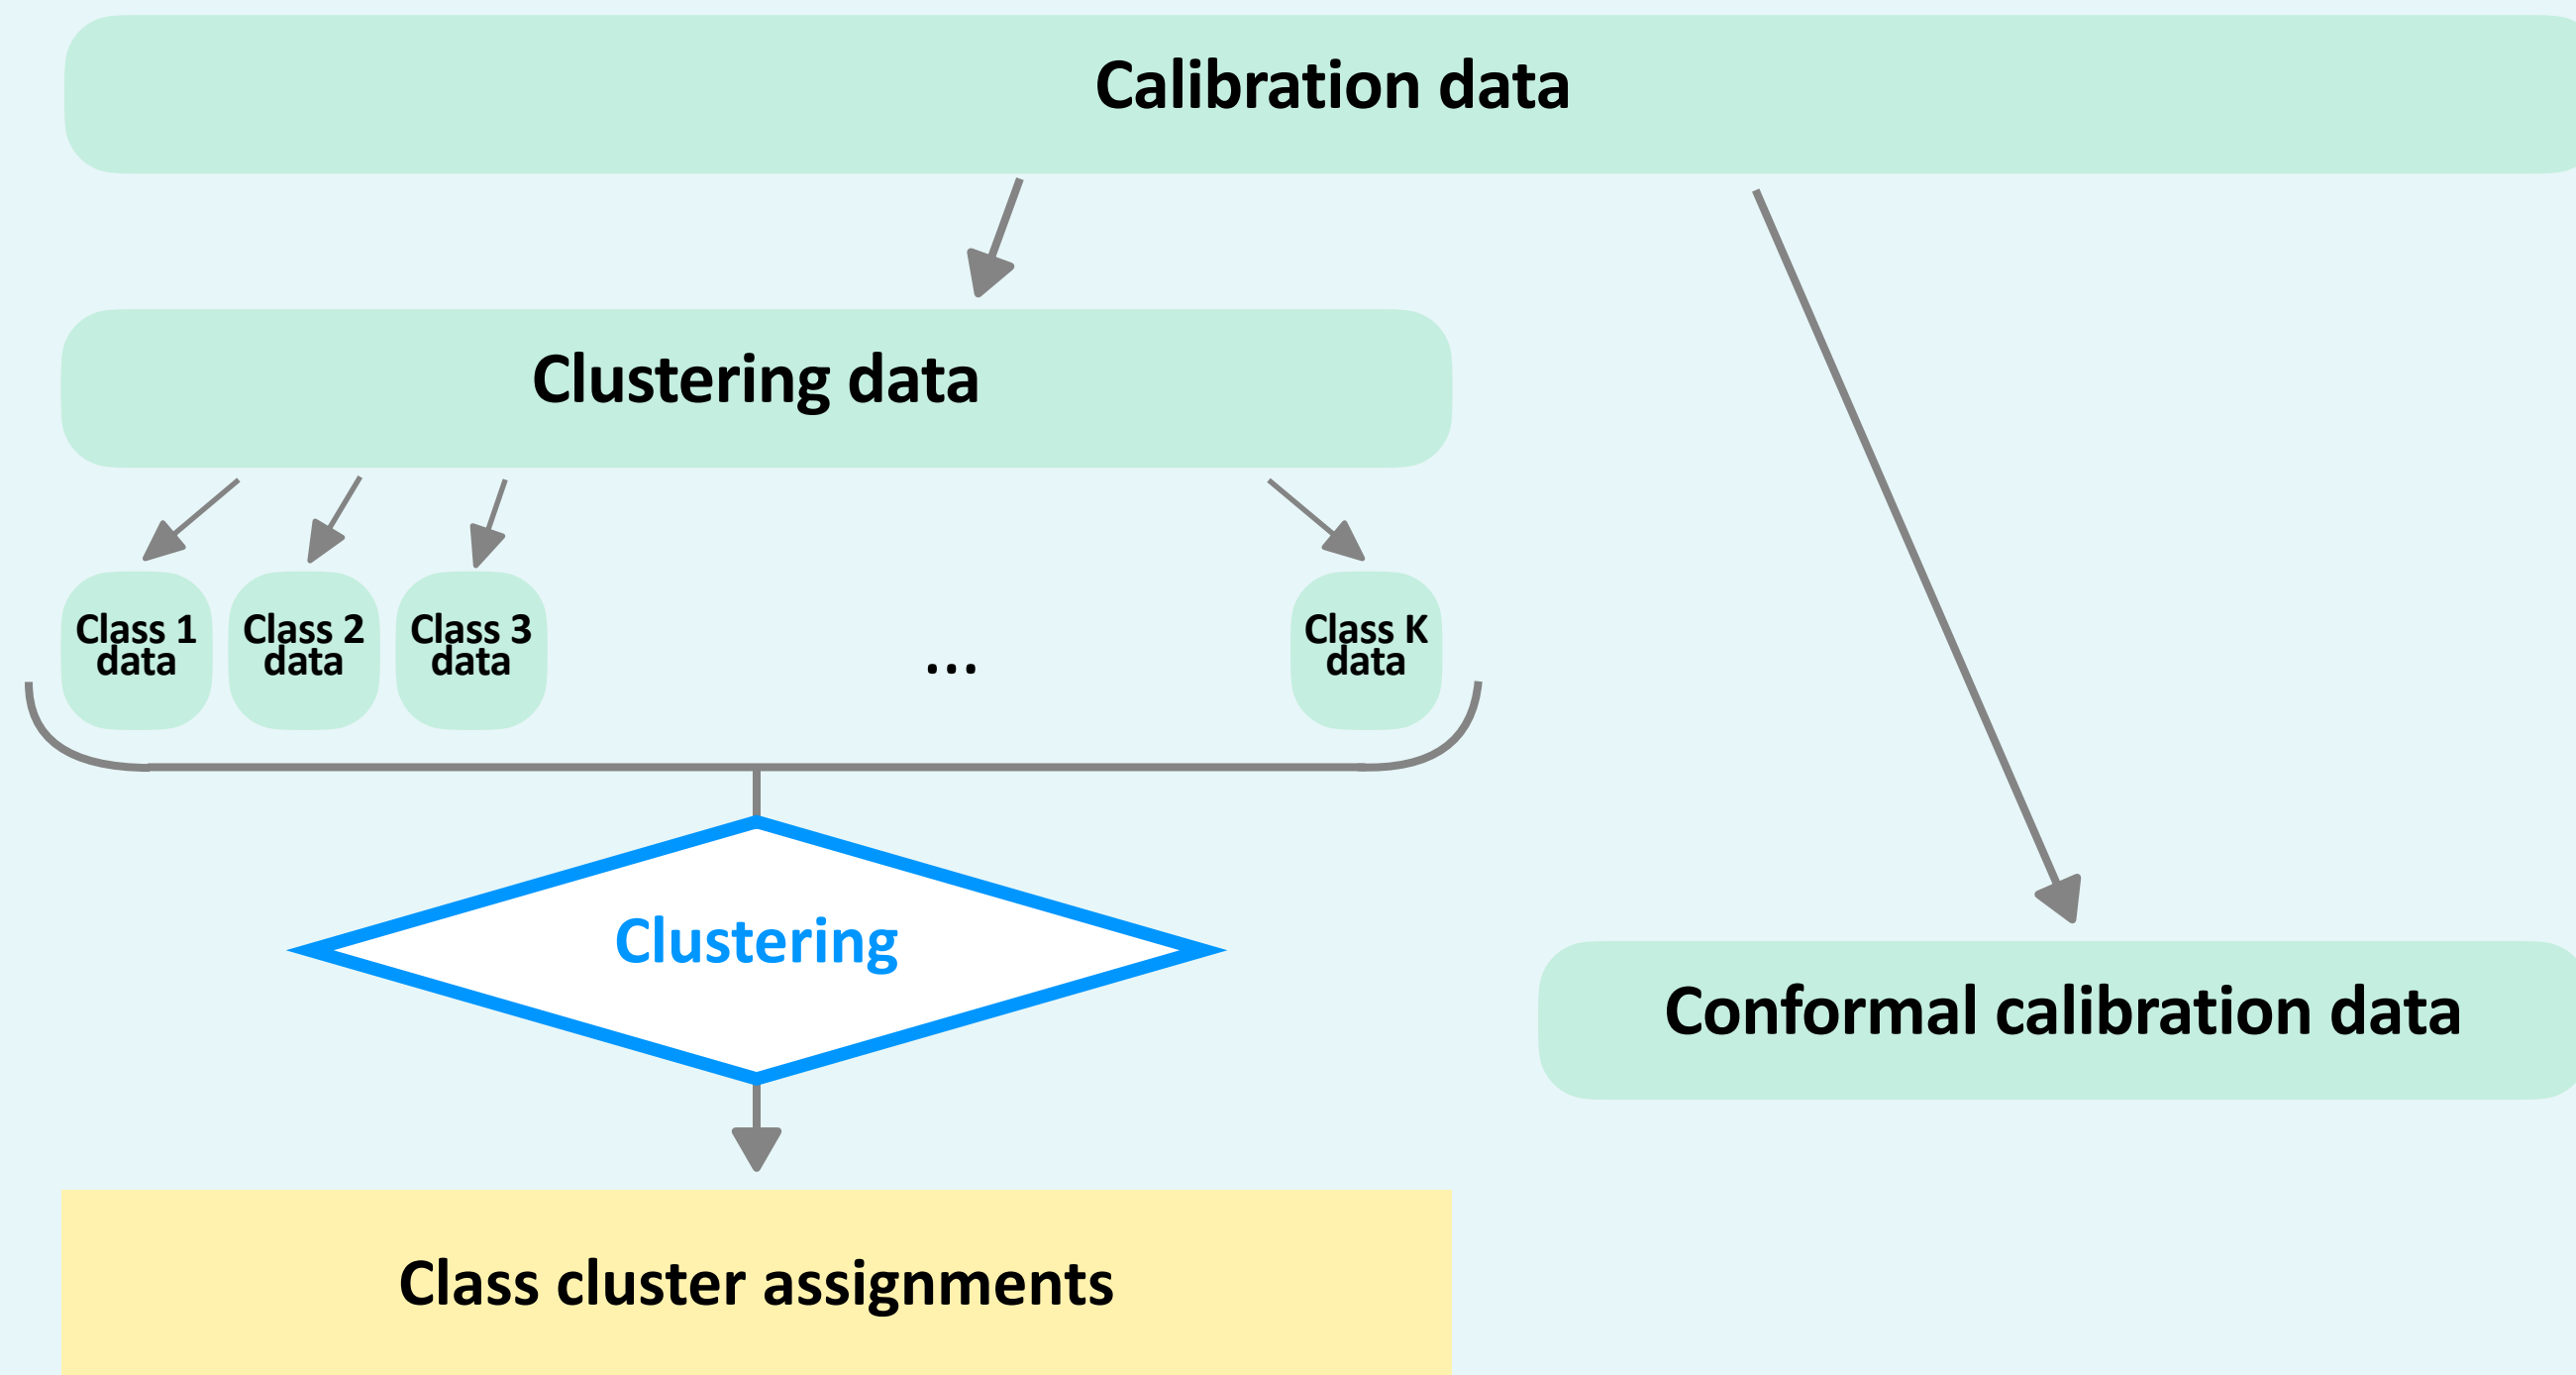 Calibration data
Clustering data
Class 1
data
Class 2
data
Class 3
data
...
Class K
data
Clustering
Conformal calibration data
Class cluster assignments